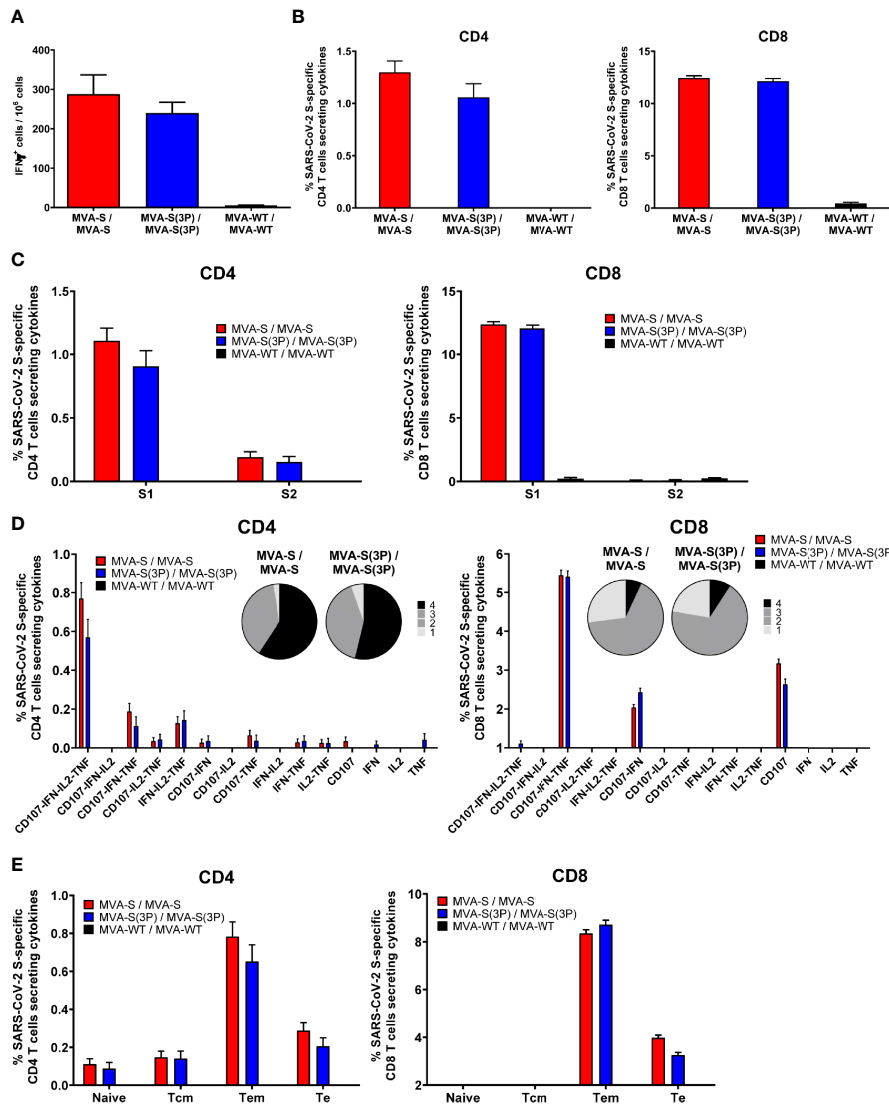 A
IFNγ+ cells / 10⁶ cells
400
300
200
100
0
MVA-S / MVA-S
MVA-S(3P) / MVA-S(3P)
MVA-WT / MVA-WT
B
CD4
% SARS-CoV-2 S-specific
CD4 T cells secreting cytokines
1.5
1.0
0.5
0.0
MVA-S / MVA-S
MVA-S(3P) / MVA-S(3P)
MVA-WT / MVA-WT
CD8
% SARS-CoV-2 S-specific
CD8 T cells secreting cytokines
15
10
5
0
MVA-S / MVA-S
MVA-S(3P) / MVA-S(3P)
MVA-WT / MVA-WT
C
CD4
% SARS-CoV-2 S-specific
CD4 T cells secreting cytokines
1.5
1.0
0.5
0.0
MVA-S / MVA-S
MVA-S(3P) / MVA-S(3P)
MVA-WT / MVA-WT
S1
S2
CD8
% SARS-CoV-2 S-specific
CD8 T cells secreting cytokines
15
10
5
0
MVA-S / MVA-S
MVA-S(3P) / MVA-S(3P)
MVA-WT / MVA-WT
S1
S2
D
CD4
% SARS-CoV-2 S-specific
CD4 T cells secreting cytokines
1.0
0.8
0.6
0.4
0.2
0.0
MVA-S / MVA-S
MVA-S(3P) / MVA-S(3P)
MVA-WT / MVA-WT
MVA-S /
MVA-S
MVA-S(3P) /
MVA-S(3P)
4
3
2
1
CD107-IFN-IL2-TNF
CD107-IFN-IL2
CD107-IFN-TNF
CD107-IL2-TNF
IFN-IL2-TNF
CD107-IFN
CD107-IL2
CD107-TNF
IFN-IL2
IFN-TNF
IL2-TNF
CD107
IFN
IL2
TNF
CD8
% SARS-CoV-2 S-specific
CD8 T cells secreting cytokines
6
5
4
3
2
1
MVA-S / MVA-S
MVA-S(3P) / MVA-S(3P)
MVA-WT / MVA-WT
MVA-S /
MVA-S
MVA-S(3P) /
MVA-S(3P)
4
3
2
1
CD107-IFN-IL2-TNF
CD107-IFN-IL2
CD107-IFN-TNF
CD107-IL2-TNF
IFN-IL2-TNF
CD107-IFN
CD107-IL2
CD107-TNF
IFN-IL2
IFN-TNF
IL2-TNF
CD107
IFN
IL2
TNF
E
CD4
% SARS-CoV-2 S-specific
CD4 T cells secreting cytokines
1.0
0.8
0.6
0.4
0.2
0.0
MVA-S / MVA-S
MVA-S(3P) / MVA-S(3P)
MVA-WT / MVA-WT
Naive
Tcm
Tem
Te
CD8
% SARS-CoV-2 S-specific
CD8 T cells secreting cytokines
10
8
6
4
2
MVA-S / MVA-S
MVA-S(3P) / MVA-S(3P)
MVA-WT / MVA-WT
Naive
Tcm
Tem
Te